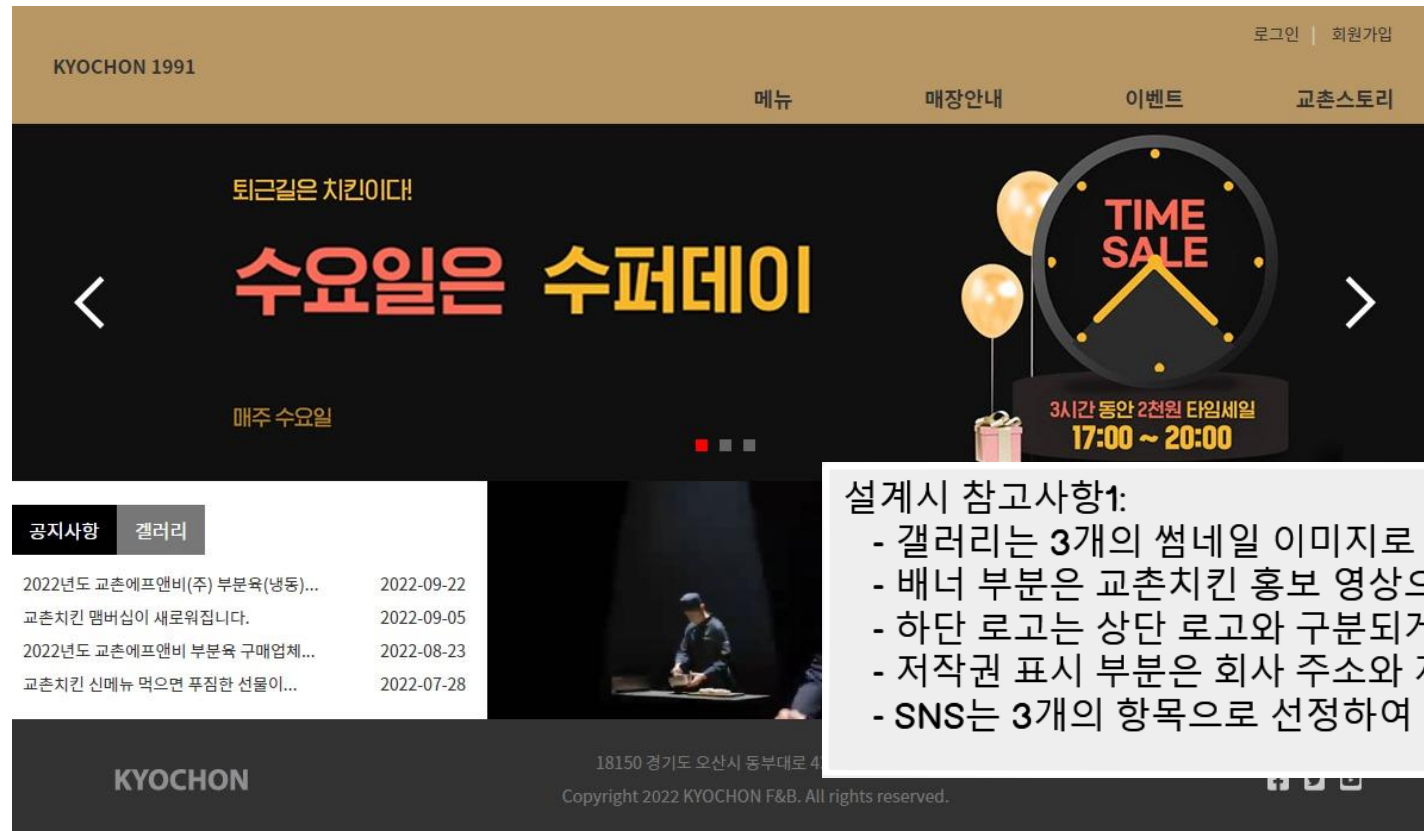 로그인 | 회원가입
KYOCHON 1991
메뉴 매장안내 이벤트 교촌스토리
퇴근길은 치킨이다!
수요일은 수퍼데이
매주 수요일
TIME
SALE
3시간 동안 2천원 타임세일
17:00 ~ 20:00
공지사항 겔러리
2022년도 교촌에프앤비(주) 부분육(냉동)... 2022-09-22
교촌치킨 맴버십이 새로워집니다. 2022-09-05
2022년도 교촌에프앤비 부분육 구매업체... 2022-08-23
교촌치킨 신메뉴 먹으면 푸짐한 선물이... 2022-07-28
설계시 참고사항1:
- 갤러리는 3개의 썸네일 이미지로
- 배너 부분은 교촌치킨 홍보
- 하단 로고는 상단 로고와
- 저작권 표시 부분은 회사 주소와
- SNS는 3개의 항목으로 선정하여
KYOCHON
18150 경기도 오산시 동부대로
Copyright 2022 KYOCHON F&B. All rights reserved.